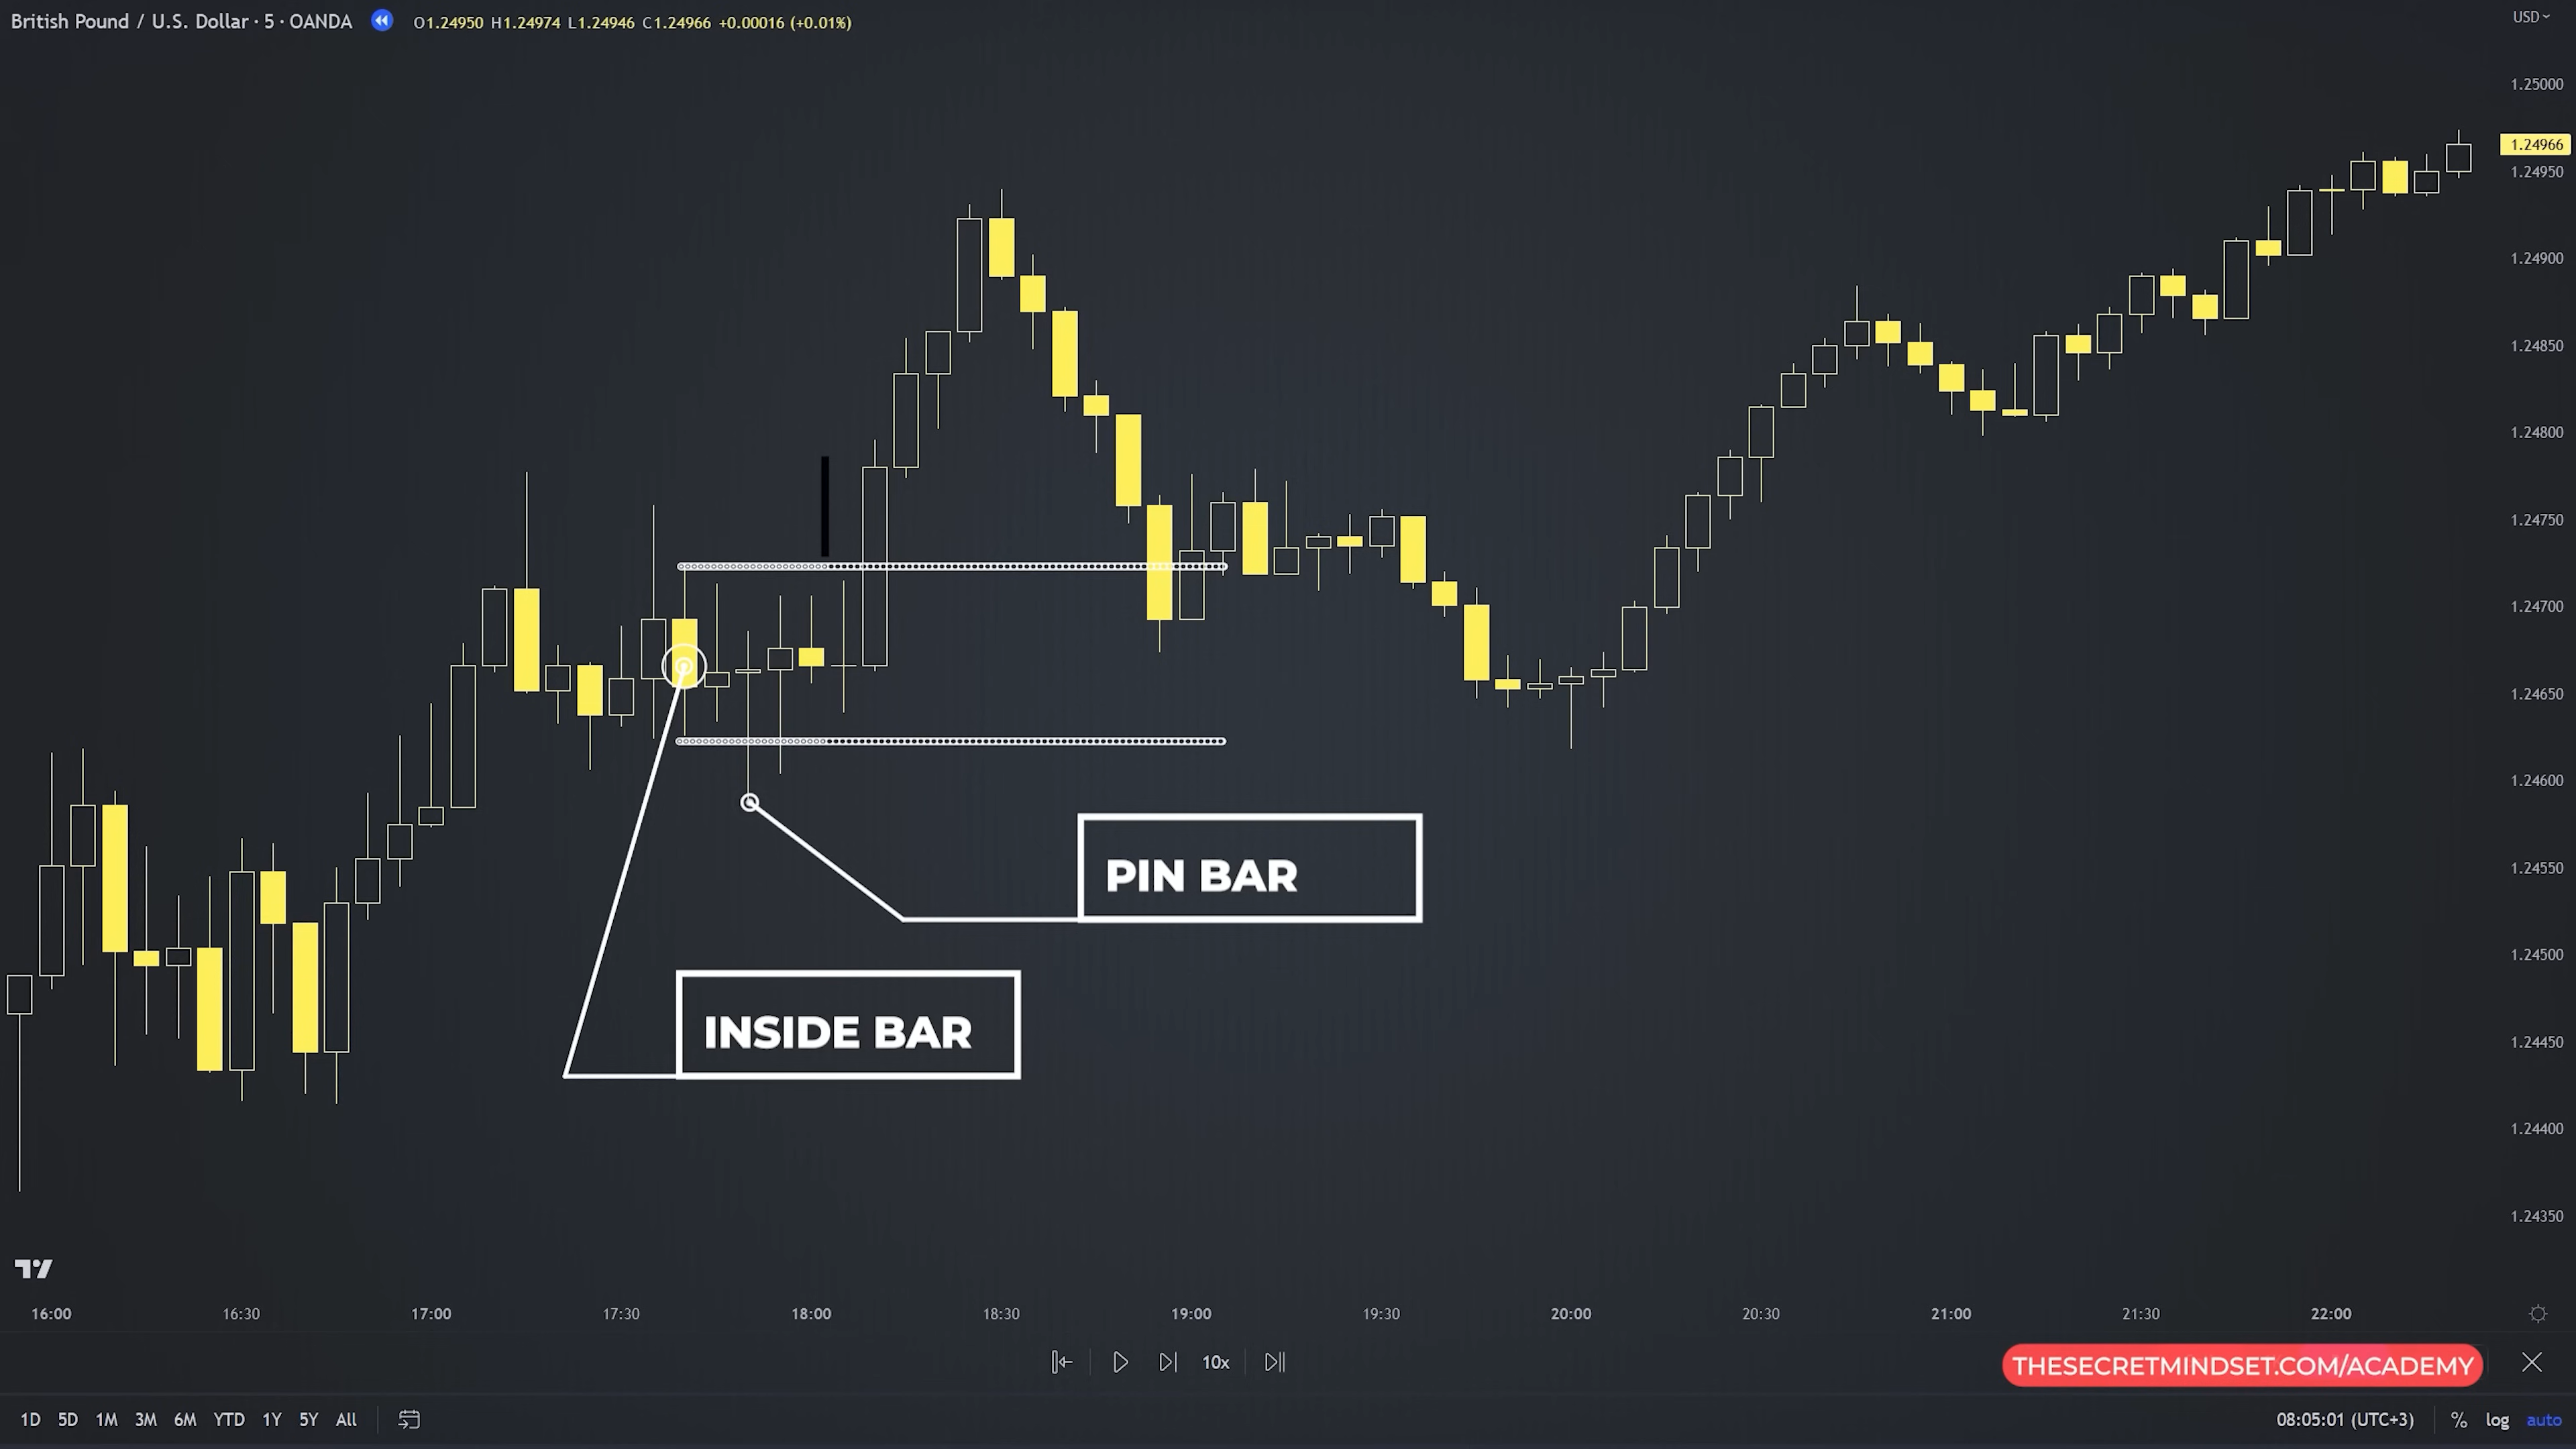 British Pound / U.S. Dollar · 5 · OANDA
O1.24950 H1.24974 L1.24946 C1.24966 +0.00016 (+0.01%)
USD
1.25000
1.24966
1.24950
1.24900
1.24850
1.24800
1.24750
1.24700
1.24650
1.24600
1.24550
1.24500
1.24450
1.24400
1.24350
PIN BAR
INSIDE BAR
16:00 16:30 17:00 17:30 18:00 18:30 19:00 19:30 20:00 20:30 21:00 21:30 22:00
10x
THESECRETMINDSET.COM/ACADEMY
1D 5D 1M 3M 6M YTD 1Y 5Y All
08:05:01 (UTC+3) % log auto